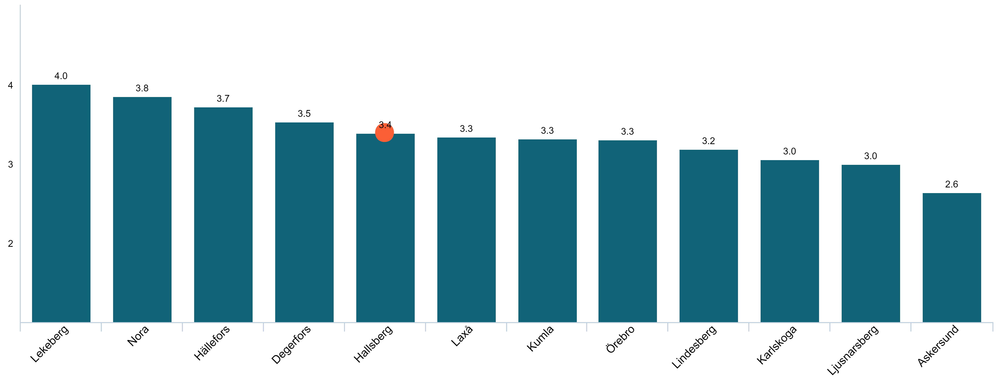 4.0
3.8
3.7
3.5
3.4
3.3
3.3
3.3
3.2
3.0
3.0
2.6
4
3
2
Lekeberg
Nora
Hällefors
Degerfors
Hallsberg
Laxå
Kumla
Örebro
Lindesberg
Karlskoga
Ljusnarsberg
Askersund